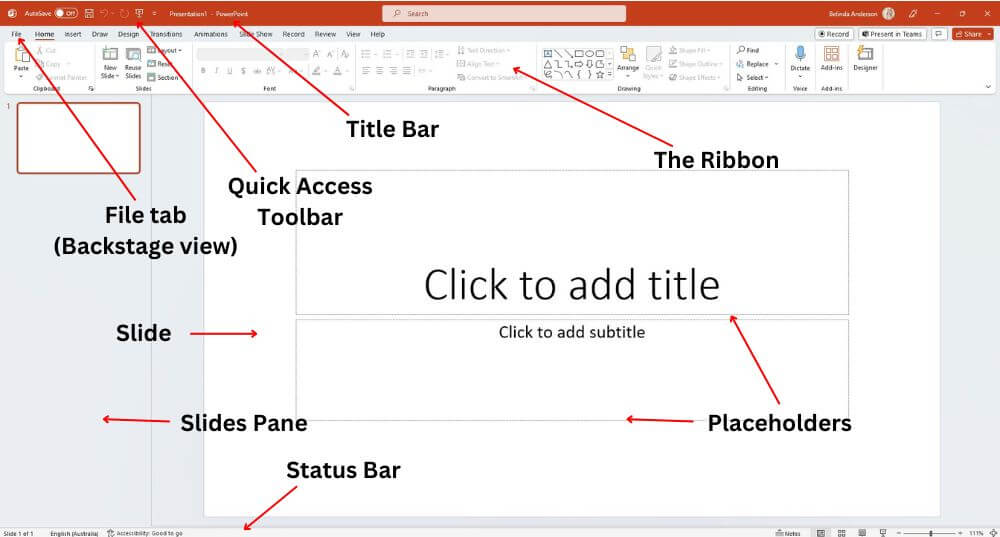 AutoSave Off Presentation1 - PowerPoint Search Belinda Anderson
File Home Insert Draw Design Transitions Animations Slide Show Record Review View Help Record Present in Teams Share
Paste Cut Copy Format Painter
Clipboard
New Slide Reuse Slides Layout Reset Section
Slides
B I U S ab
Font
Text Direction
Align Text
Convert to SmartArt
Paragraph
Arrange Quick Styles Shape Fill Shape Outline Shape Effects
Drawing
Find
Replace
Select
Editing
Dictate
Voice
Add-ins
Add-ins
Designer
1
Title Bar
The Ribbon
Quick Access
Toolbar
File tab
(Backstage view)
Click to add title
Slide
Click to add subtitle
Slides Pane
Placeholders
Status Bar
Slide 1 of 1 English (Australia) Accessibility: Good to go Notes 111%